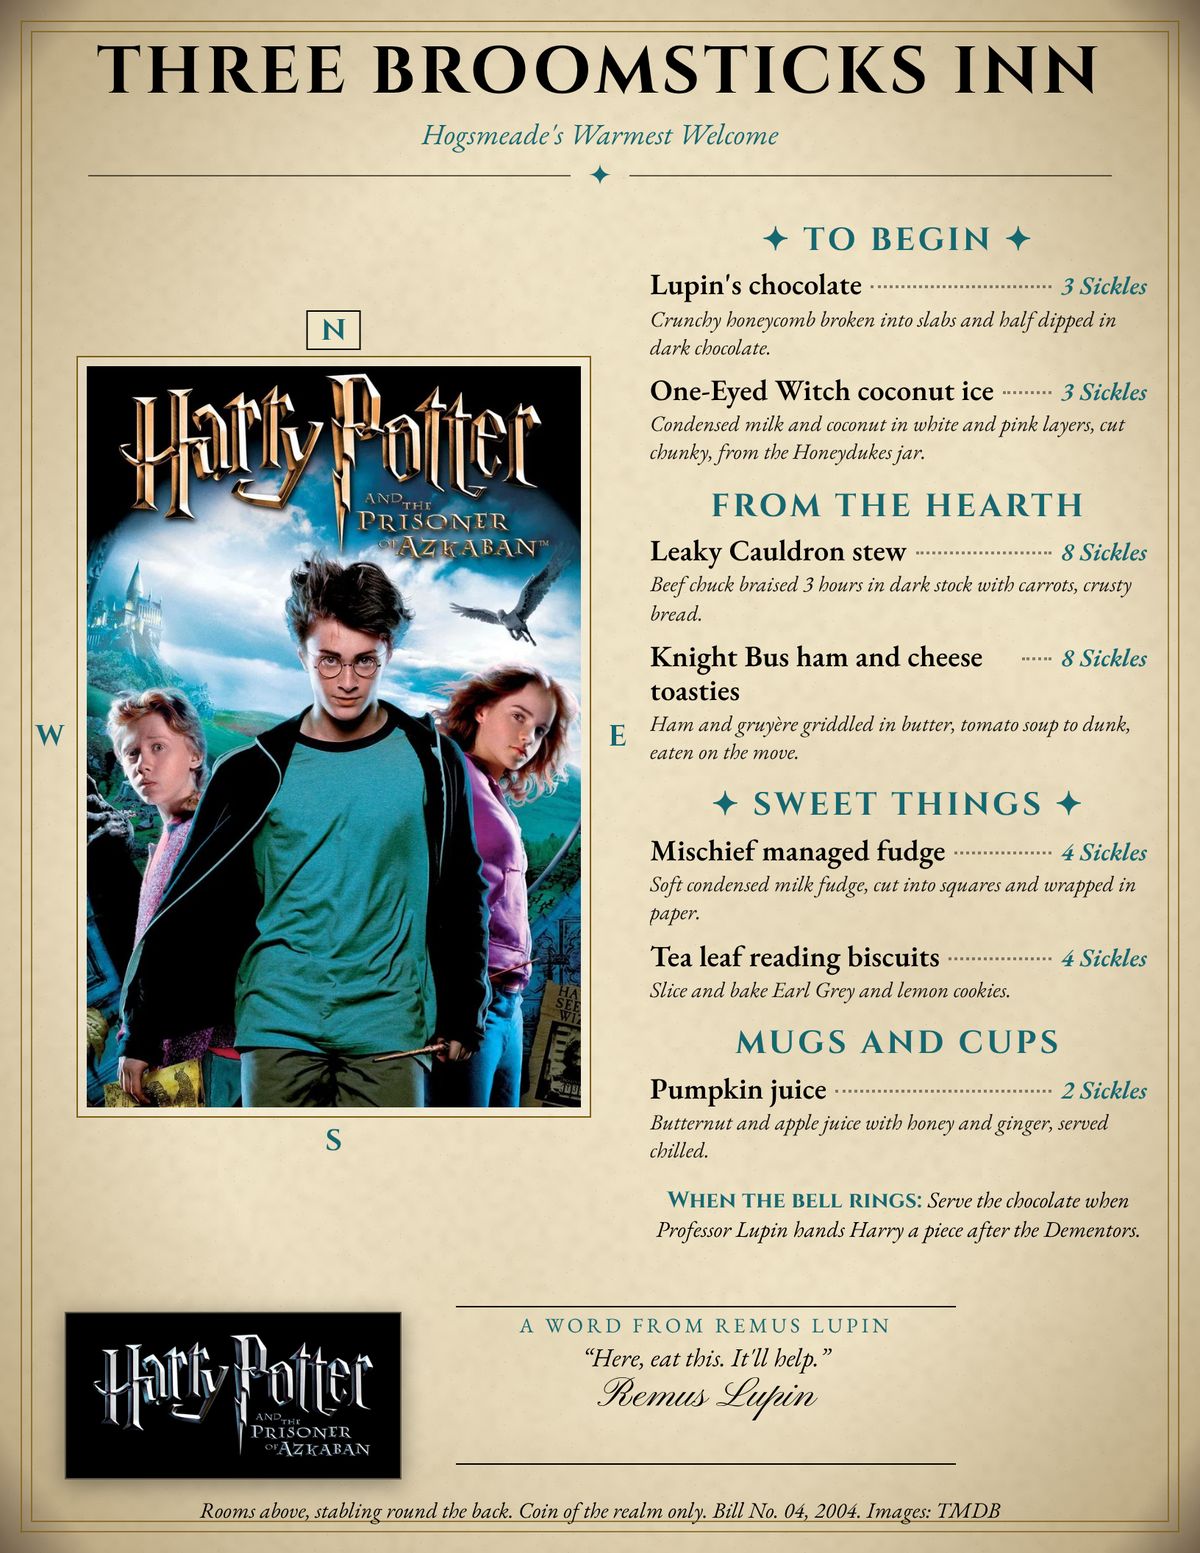 THREE BROOMSTICKS INN
Hogsmeade's Warmest Welcome
N
Harry Potter
AND THE
PRISONER
OF AZKABAN™
W
E
S
✦ TO BEGIN ✦
Lupin's chocolate 3 Sickles
Crunchy honeycomb broken into slabs and half dipped in
dark chocolate.
One-Eyed Witch coconut ice 3 Sickles
Condensed milk and coconut in white and pink layers, cut
chunky, from the Honeydukes jar.
FROM THE HEARTH
Leaky Cauldron stew 8 Sickles
Beef chuck braised 3 hours in dark stock with carrots, crusty
bread.
Knight Bus ham and cheese 8 Sickles
toasties
Ham and gruyère griddled in butter, tomato soup to dunk,
eaten on the move.
✦ SWEET THINGS ✦
Mischief managed fudge 4 Sickles
Soft condensed milk fudge, cut into squares and wrapped in
paper.
Tea leaf reading biscuits 4 Sickles
Slice and bake Earl Grey and lemon cookies.
MUGS AND CUPS
Pumpkin juice 2 Sickles
Butternut and apple juice with honey and ginger, served
chilled.
WHEN THE BELL RINGS: Serve the chocolate when
Professor Lupin hands Harry a piece after the Dementors.
Harry Potter
AND THE
PRISONER
OF AZKABAN
A WORD FROM REMUS LUPIN
“Here, eat this. It'll help.”
Remus Lupin
Rooms above, stabling round the back. Coin of the realm only. Bill No. 04, 2004. Images: TMDB